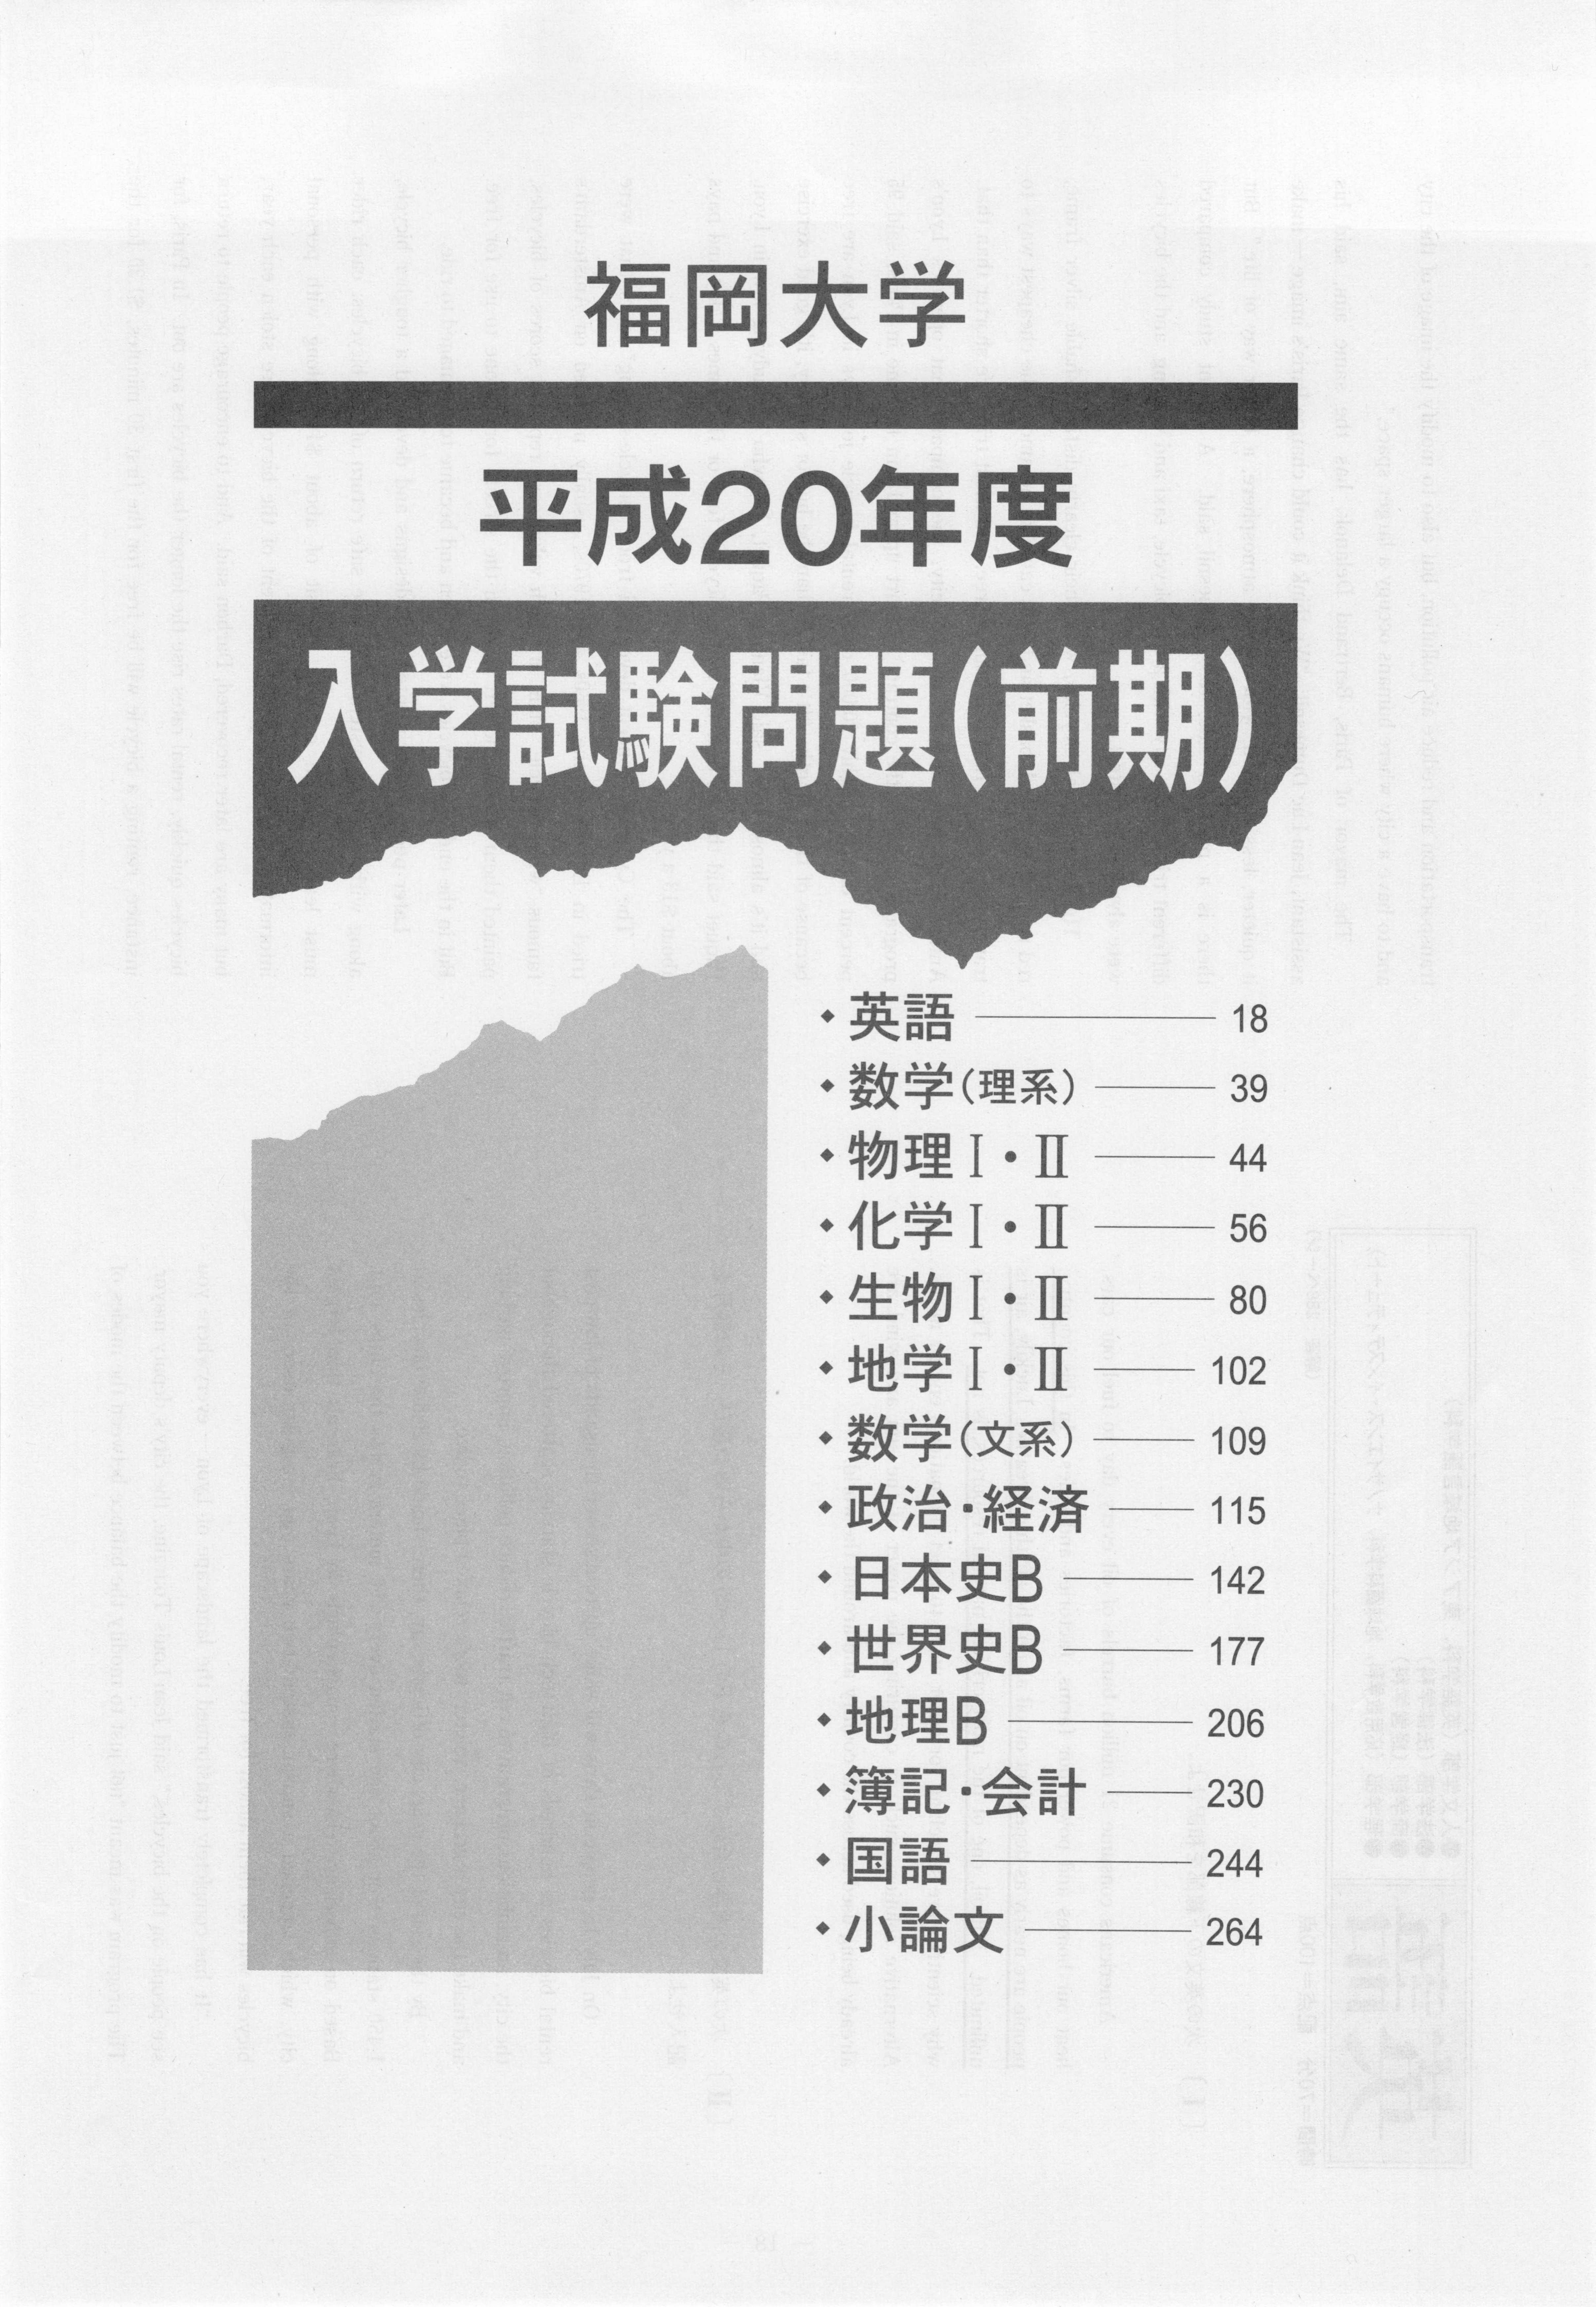 福岡大学
平成20年度
入学試験問題(前期)
・英語 18
・数学(理系) 39
・物理Ⅰ・Ⅱ 44
・化学Ⅰ・Ⅱ 56
・生物Ⅰ・Ⅱ 80
・地学Ⅰ・Ⅱ 102
・数学(文系) 109
・政治・経済 115
・日本史B 142
・世界史B 177
・地理B 206
・簿記・会計 230
・国語 244
・小論文 264